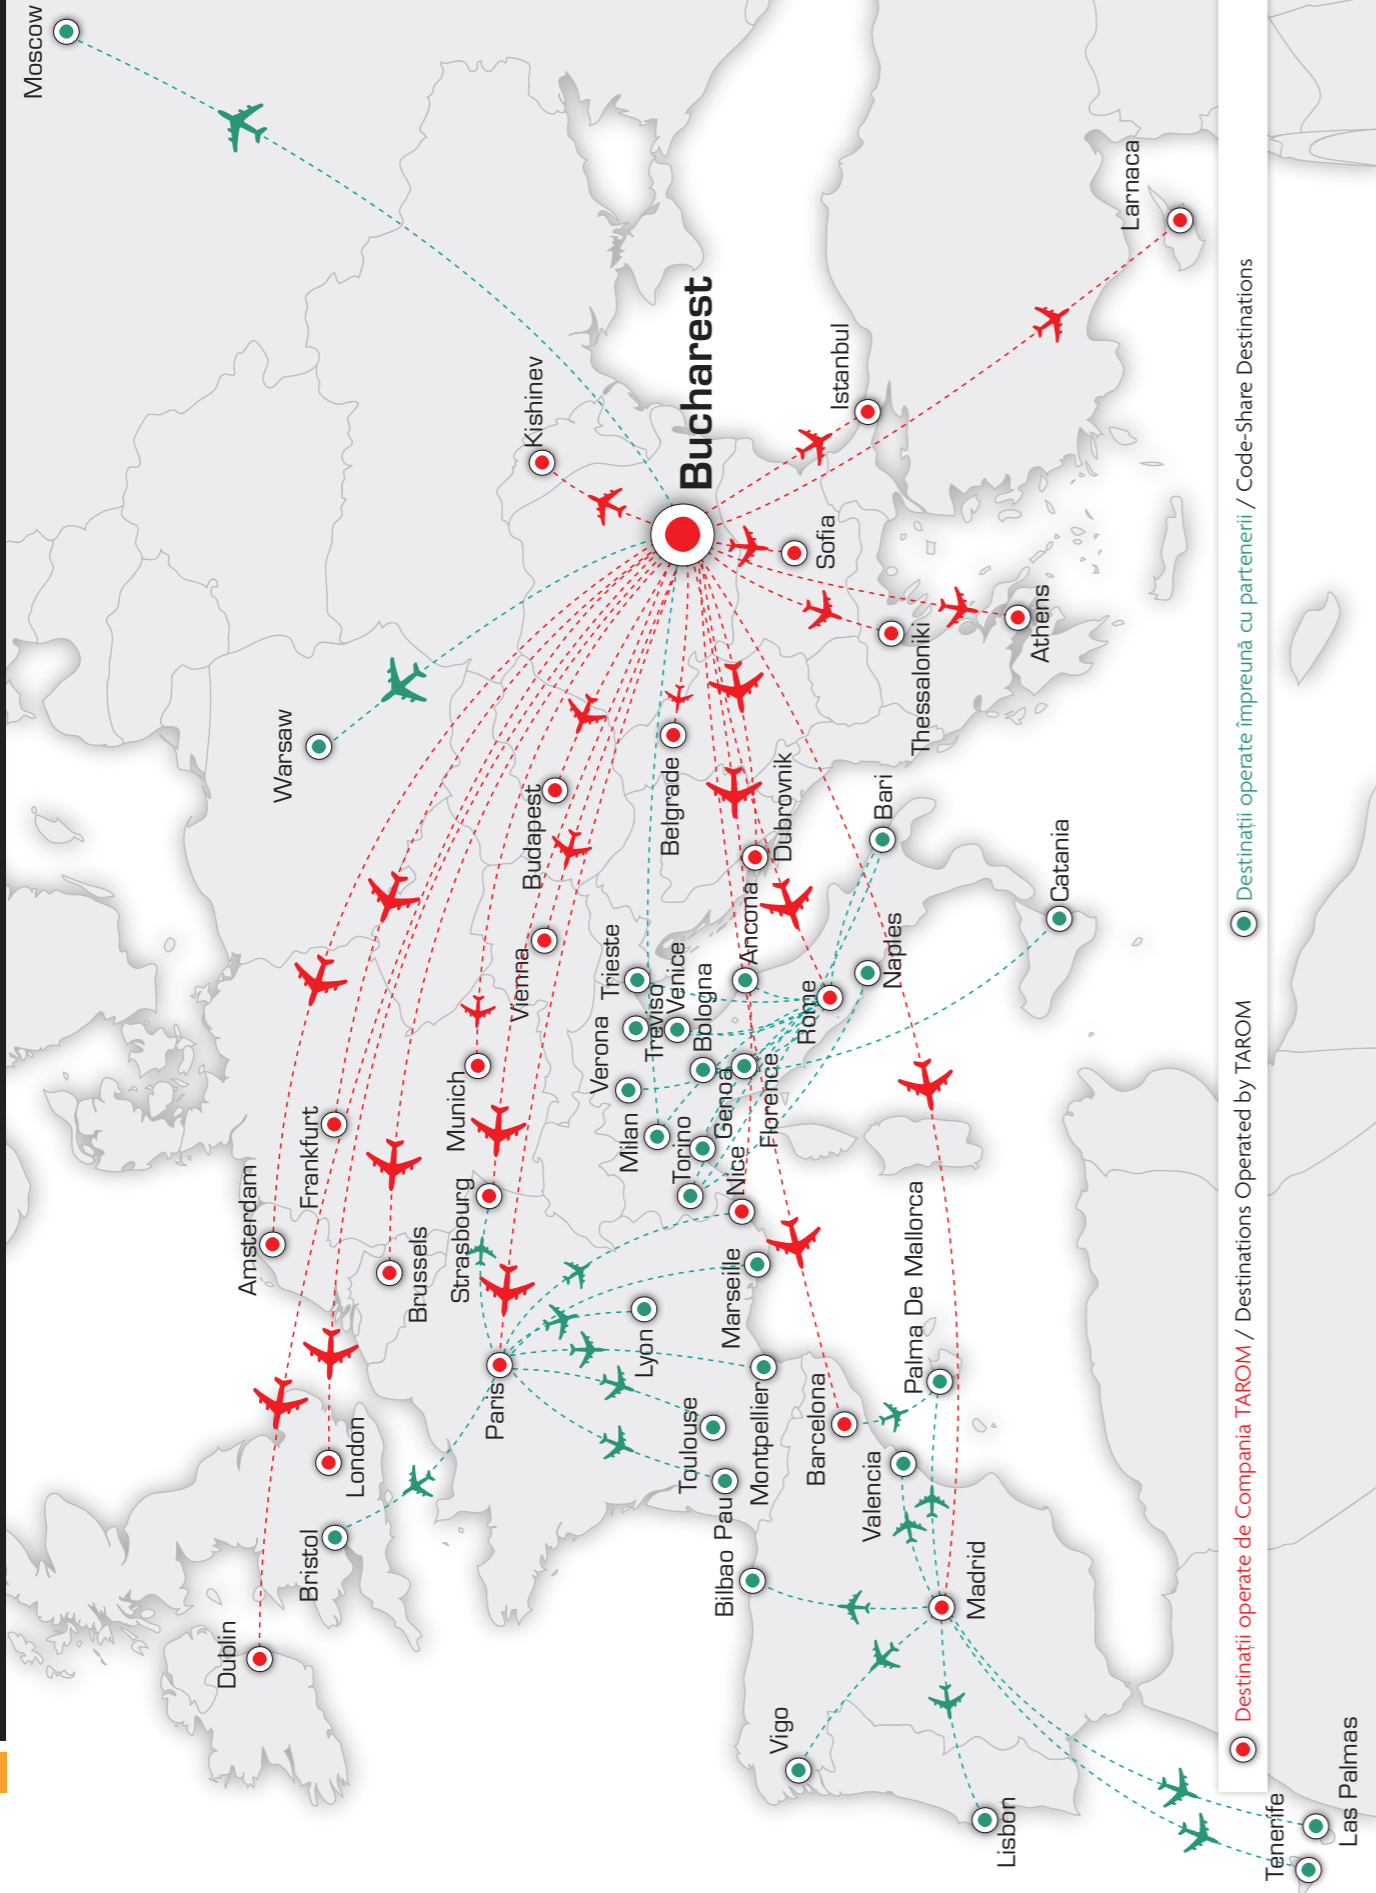 Moscow
Warsaw
Kishinev
Bucharest
Larnaca
Istanbul
Sofia
Athens
Thessaloniki
Belgrade
Budapest
Vienna
Dubrovnik
Bari
Catania
Naples
Rome
Ancona
Trieste
Venice
Treviso
Bologna
Verona
Florence
Genoa
Milan
Torino
Nice
Munich
Frankfurt
Amsterdam
Strasbourg
Brussels
Paris
Lyon
Marseille
Montpellier
Toulouse
Pau
Bilbao
London
Bristol
Dublin
Barcelona
Palma De Mallorca
Valencia
Madrid
Vigo
Lisbon
Tenerife
Las Palmas
Destinații operate de Compania TAROM / Destinations Operated by TAROM
Destinații operate împreună cu partenerii / Code-Share Destinations